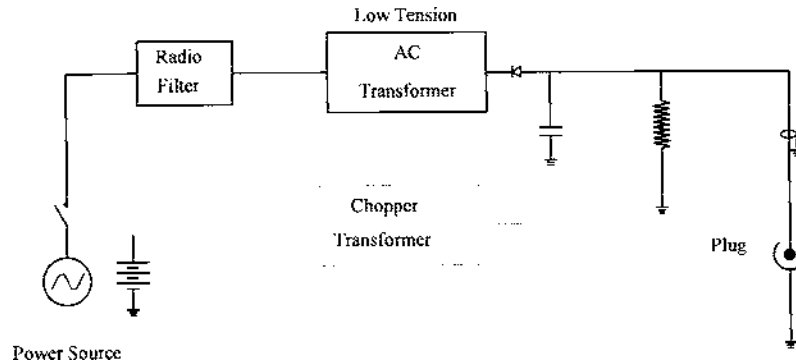 Low Tension
Radio
Filter
AC
Transformer
Chopper
Transformer
Plug
Power Source